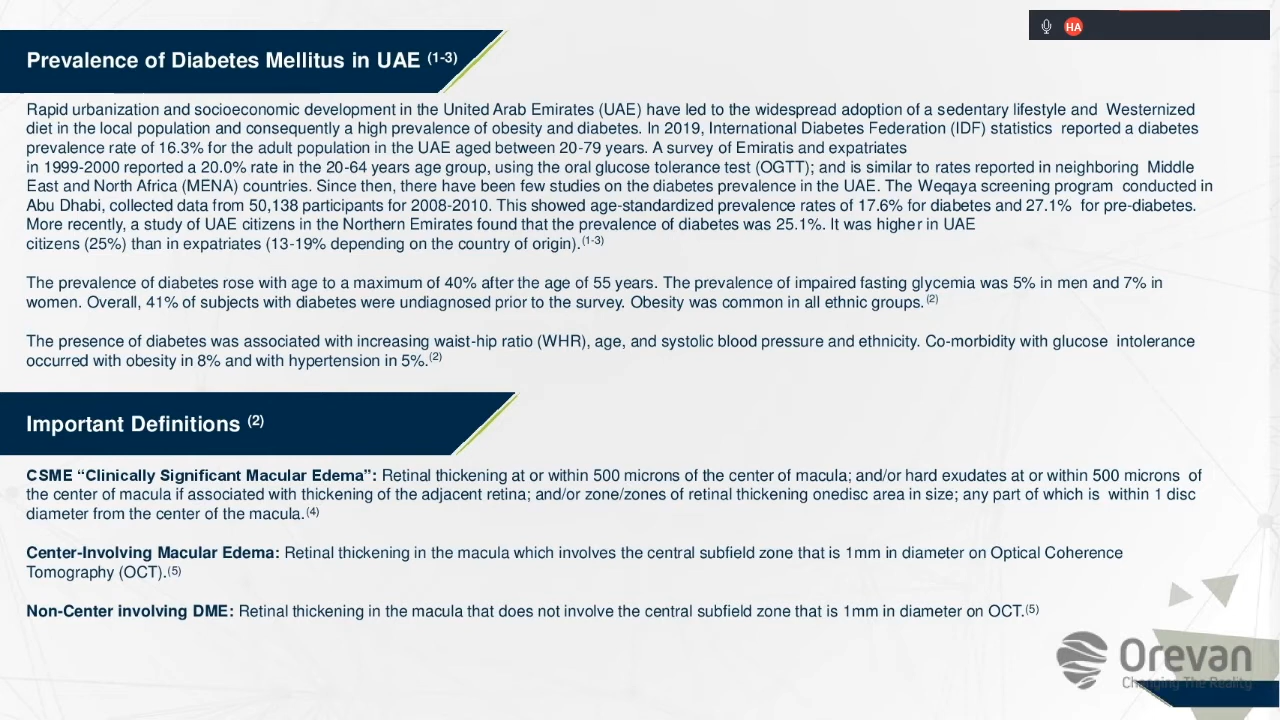 HA
Prevalence of Diabetes Mellitus in UAE (1-3)
Rapid urbanization and socioeconomic development in the United Arab Emirates (UAE) have led to the widespread adoption of a sedentary lifestyle and Westernized
diet in the local population and consequently a high prevalence of obesity and diabetes. In 2019, International Diabetes Federation (IDF) statistics reported a diabetes
prevalence rate of 16.3% for the adult population in the UAE aged between 20-79 years. A survey of Emiratis and expatriates
in 1999-2000 reported a 20.0% rate in the 20-64 years age group, using the oral glucose tolerance test (OGTT); and is similar to rates reported in neighboring Middle
East and North Africa (MENA) countries. Since then, there have been few studies on the diabetes prevalence in the UAE. The Weqaya screening program conducted in
Abu Dhabi, collected data from 50,138 participants for 2008-2010. This showed age-standardized prevalence rates of 17.6% for diabetes and 27.1% for pre-diabetes.
More recently, a study of UAE citizens in the Northern Emirates found that the prevalence of diabetes was 25.1%. It was higher in UAE
citizens (25%) than in expatriates (13-19% depending on the country of origin).(1-3)
The prevalence of diabetes rose with age to a maximum of 40% after the age of 55 years. The prevalence of impaired fasting glycemia was 5% in men and 7% in
women. Overall, 41% of subjects with diabetes were undiagnosed prior to the survey. Obesity was common in all ethnic groups.(2)
The presence of diabetes was associated with increasing waist-hip ratio (WHR), age, and systolic blood pressure and ethnicity. Co-morbidity with glucose intolerance
occurred with obesity in 8% and with hypertension in 5%.(2)
Important Definitions (2)
CSME “Clinically Significant Macular Edema”: Retinal thickening at or within 500 microns of the center of macula; and/or hard exudates at or within 500 microns of
the center of macula if associated with thickening of the adjacent retina; and/or zone/zones of retinal thickening onedisc area in size; any part of which is within 1 disc
diameter from the center of the macula.(4)
Center-Involving Macular Edema: Retinal thickening in the macula which involves the central subfield zone that is 1mm in diameter on Optical Coherence
Tomography (OCT).(5)
Non-Center involving DME: Retinal thickening in the macula that does not involve the central subfield zone that is 1mm in diameter on OCT.(5)
Orevan
Changing The Reality